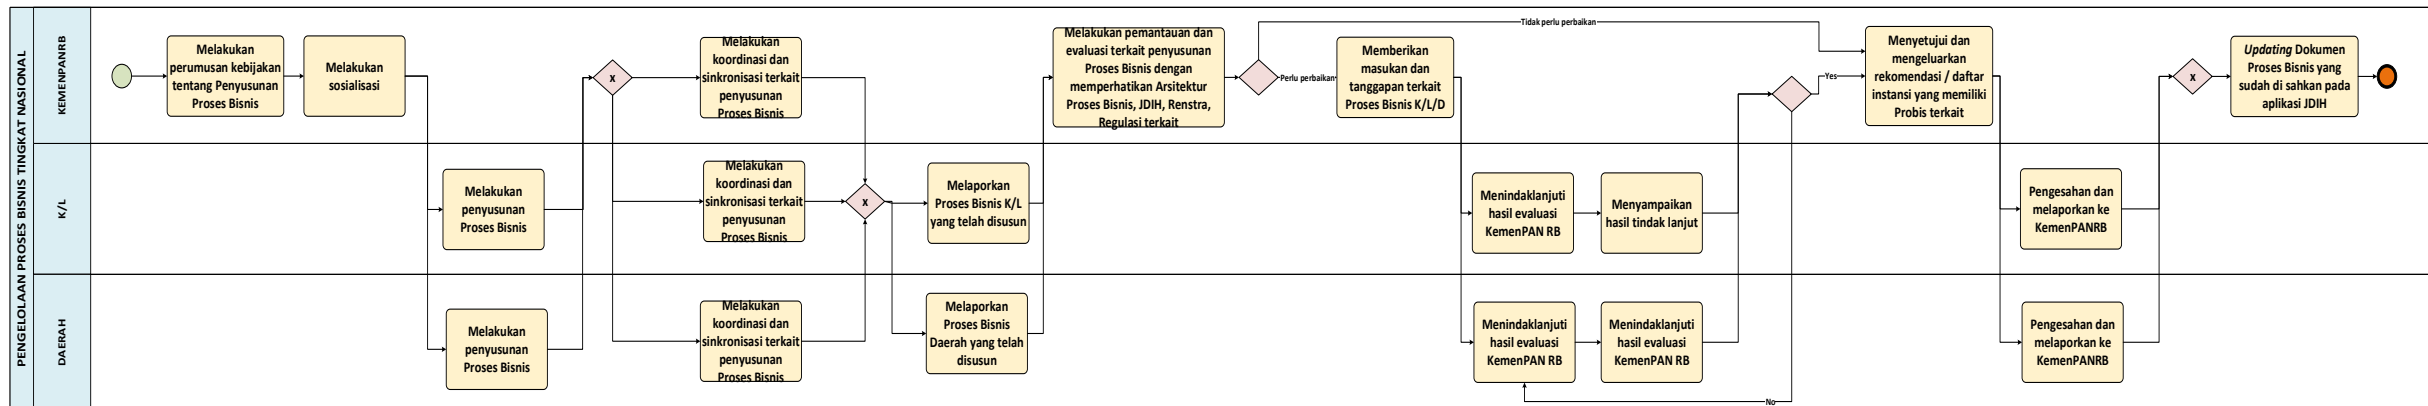 PENGELOLAAN PROSES BISNIS TINGKAT NASIONAL
KEMENPANRB
Melakukan
perumusan kebijakan
tentang Penyusunan
Proses Bisnis
Melakukan
sosialisasi
x
Melakukan
koordinasi dan
sinkronisasi terkait
penyusunan
Proses Bisnis
Melakukan pemantauan dan
evaluasi terkait penyusunan
Proses Bisnis dengan
memperhatikan Arsitektur
Proses Bisnis, JDIH, Renstra,
Regulasi terkait
Tidak perlu perbaikan
Perlu perbaikan
Memberikan
masukan dan
tanggapan terkait
Proses Bisnis K/L/D
Yes
Menyetujui dan
mengeluarkan
rekomendasi / daftar
instansi yang memiliki
Probis terkait
x
Updating Dokumen
Proses Bisnis yang
sudah di sahkan pada
aplikasi JDIH
K/L
Melakukan
penyusunan
Proses Bisnis
Melakukan
koordinasi dan
sinkronisasi terkait
penyusunan
Proses Bisnis
x
Melaporkan
Proses Bisnis K/L
yang telah disusun
Menindaklanjuti
hasil evaluasi
KemenPAN RB
Menyampaikan
hasil tindak lanjut
Pengesahan dan
melaporkan ke
KemenPANRB
DAERAH
Melakukan
penyusunan
Proses Bisnis
Melakukan
koordinasi dan
sinkronisasi terkait
penyusunan
Proses Bisnis
Melaporkan
Proses Bisnis
Daerah yang telah
disusun
Menindaklanjuti
hasil evaluasi
KemenPAN RB
Menindaklanjuti
hasil evaluasi
KemenPAN RB
No
Pengesahan dan
melaporkan ke
KemenPANRB